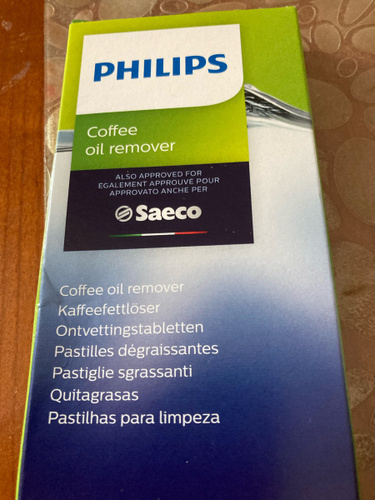 PHILIPS
Coffee
oil remover
ALSO APPROVED FOR
EGALEMENT APPROUVÉ POUR
APPROVATO ANCHE PER
Saeco
Coffee oil remover
Kaffeefettlöser
Ontvettingstabletten
Pastilles dégraissantes
Pastiglie sgrassanti
Quitagrasas
Pastilhas para limpeza